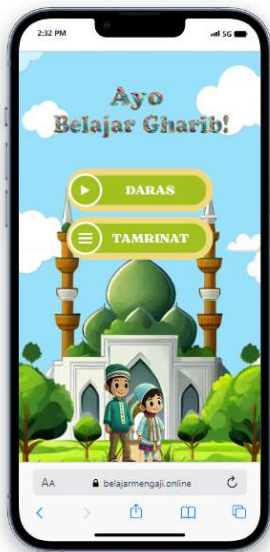 2:32 PM
5G
Ayo
Belajar Gharib!
DARAS
TAMRINAT
AA
belajarmengaji.online